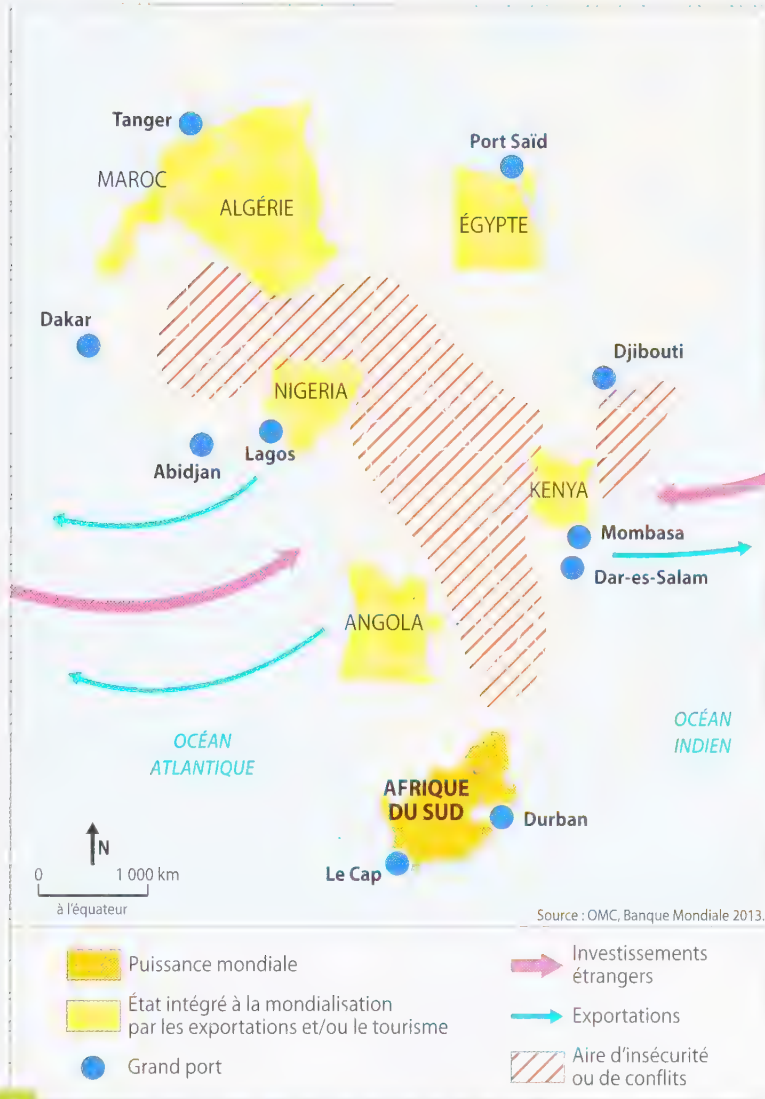 Tanger
Port Saïd
MAROC
ALGÉRIE
ÉGYPTE
Dakar
Djibouti
NIGERIA
Lagos
Abidjan
KENYA
Mombasa
Dar-es-Salam
ANGOLA
OCÉAN
ATLANTIQUE
OCÉAN
INDIEN
AFRIQUE
DU SUD
Durban
Le Cap
N
0 1 000 km
à l'équateur
Source : OMC, Banque Mondiale 2013.
Puissance mondiale
État intégré à la mondialisation
par les exportations et/ou le tourisme
Grand port
Investissements
étrangers
Exportations
Aire d'insécurité
ou de conflits